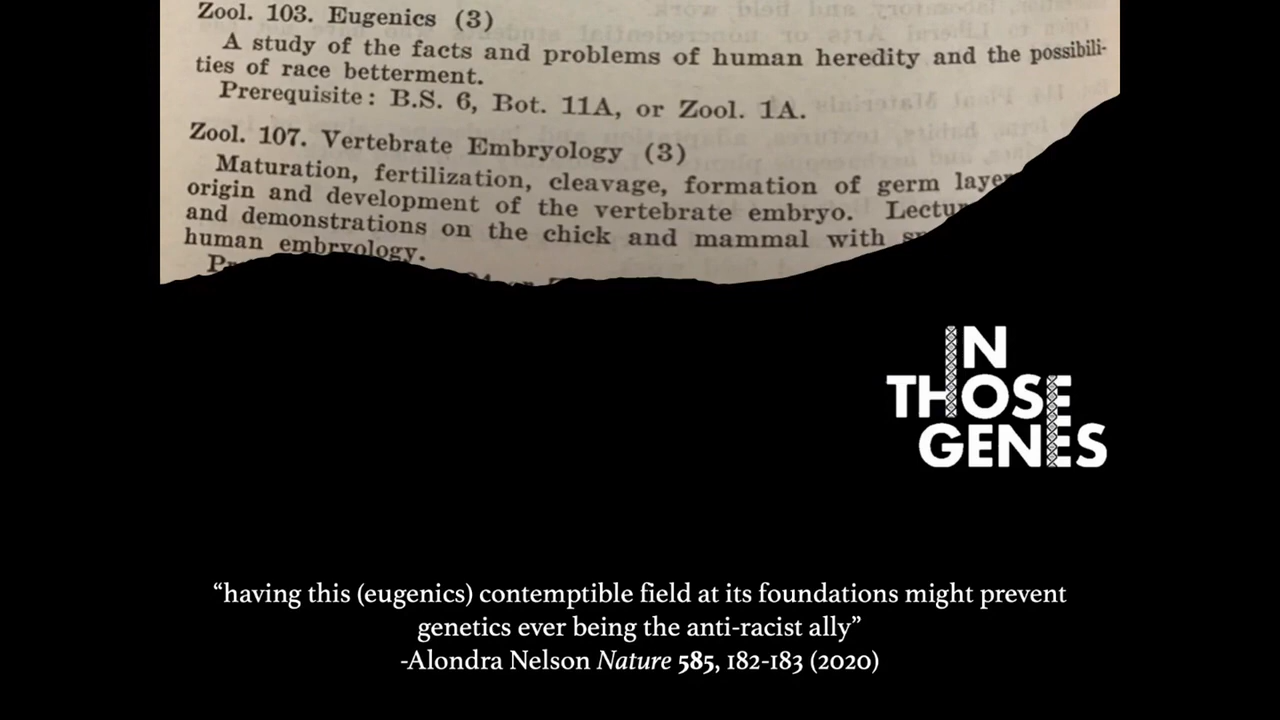 Zool. 103. Eugenics (3)
A study of the facts and problems of human heredity and the possibili-
ties of race betterment.
Prerequisite: B.S. 6, Bot. 11A, or Zool. 1A.
Zool. 107. Vertebrate Embryology (3)
Maturation, fertilization, cleavage, formation of germ
origin and development of the vertebrate embryo.
and demonstrations on the chick and mammal with
human embryology.
IN
THOSE
GENES
“having this (eugenics) contemptible field at its foundations might prevent
genetics ever being the anti-racist ally”
-Alondra Nelson Nature 585, 182-183 (2020)